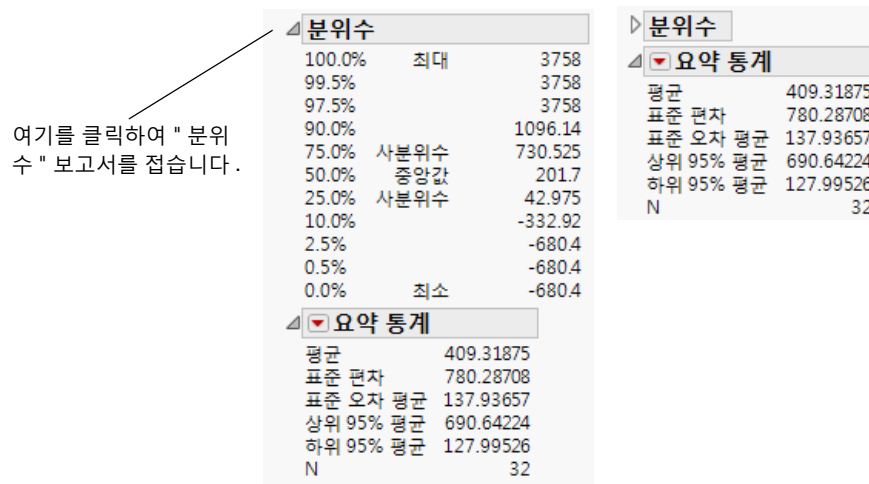 여기를 클릭하여 " 분위
수 " 보고서를 접습니다 .
분위수
100.0% 최대 3758
99.5% 3758
97.5% 3758
90.0% 1096.14
75.0% 사분위수 730.525
50.0% 중앙값 201.7
25.0% 사분위수 42.975
10.0% -332.92
2.5% -680.4
0.5% -680.4
0.0% 최소 -680.4
요약 통계
평균 409.31875
표준 편차 780.28708
표준 오차 평균 137.93657
상위 95% 평균 690.64224
하위 95% 평균 127.99526
N 32
분위수
요약 통계
평균 409.31875
표준 편차 780.28708
표준 오차 평균 137.93657
상위 95% 평균 690.64224
하위 95% 평균 127.99526
N 32